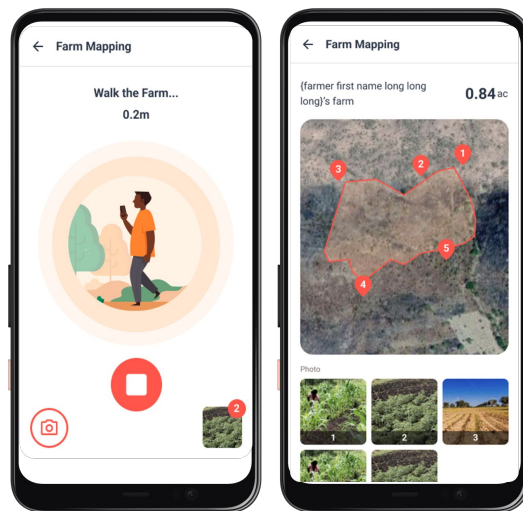 Farm Mapping
Walk the Farm...
0.2m
2
Farm Mapping
{farmer first name long long
long}'s farm
0.84 ac
1
2
3
5
4
Photo
1
2
3